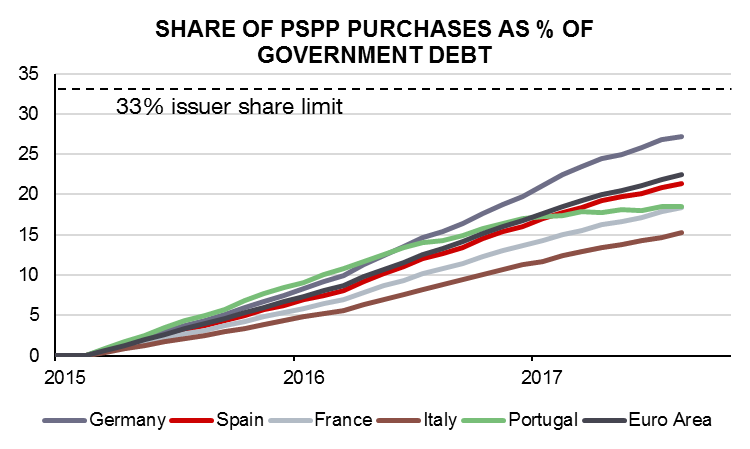 SHARE OF PSPP PURCHASES AS % OF
GOVERNMENT DEBT
35
33% issuer share limit
30
25
20
15
10
5
0
2015 2016 2017
Germany Spain France Italy Portugal Euro Area